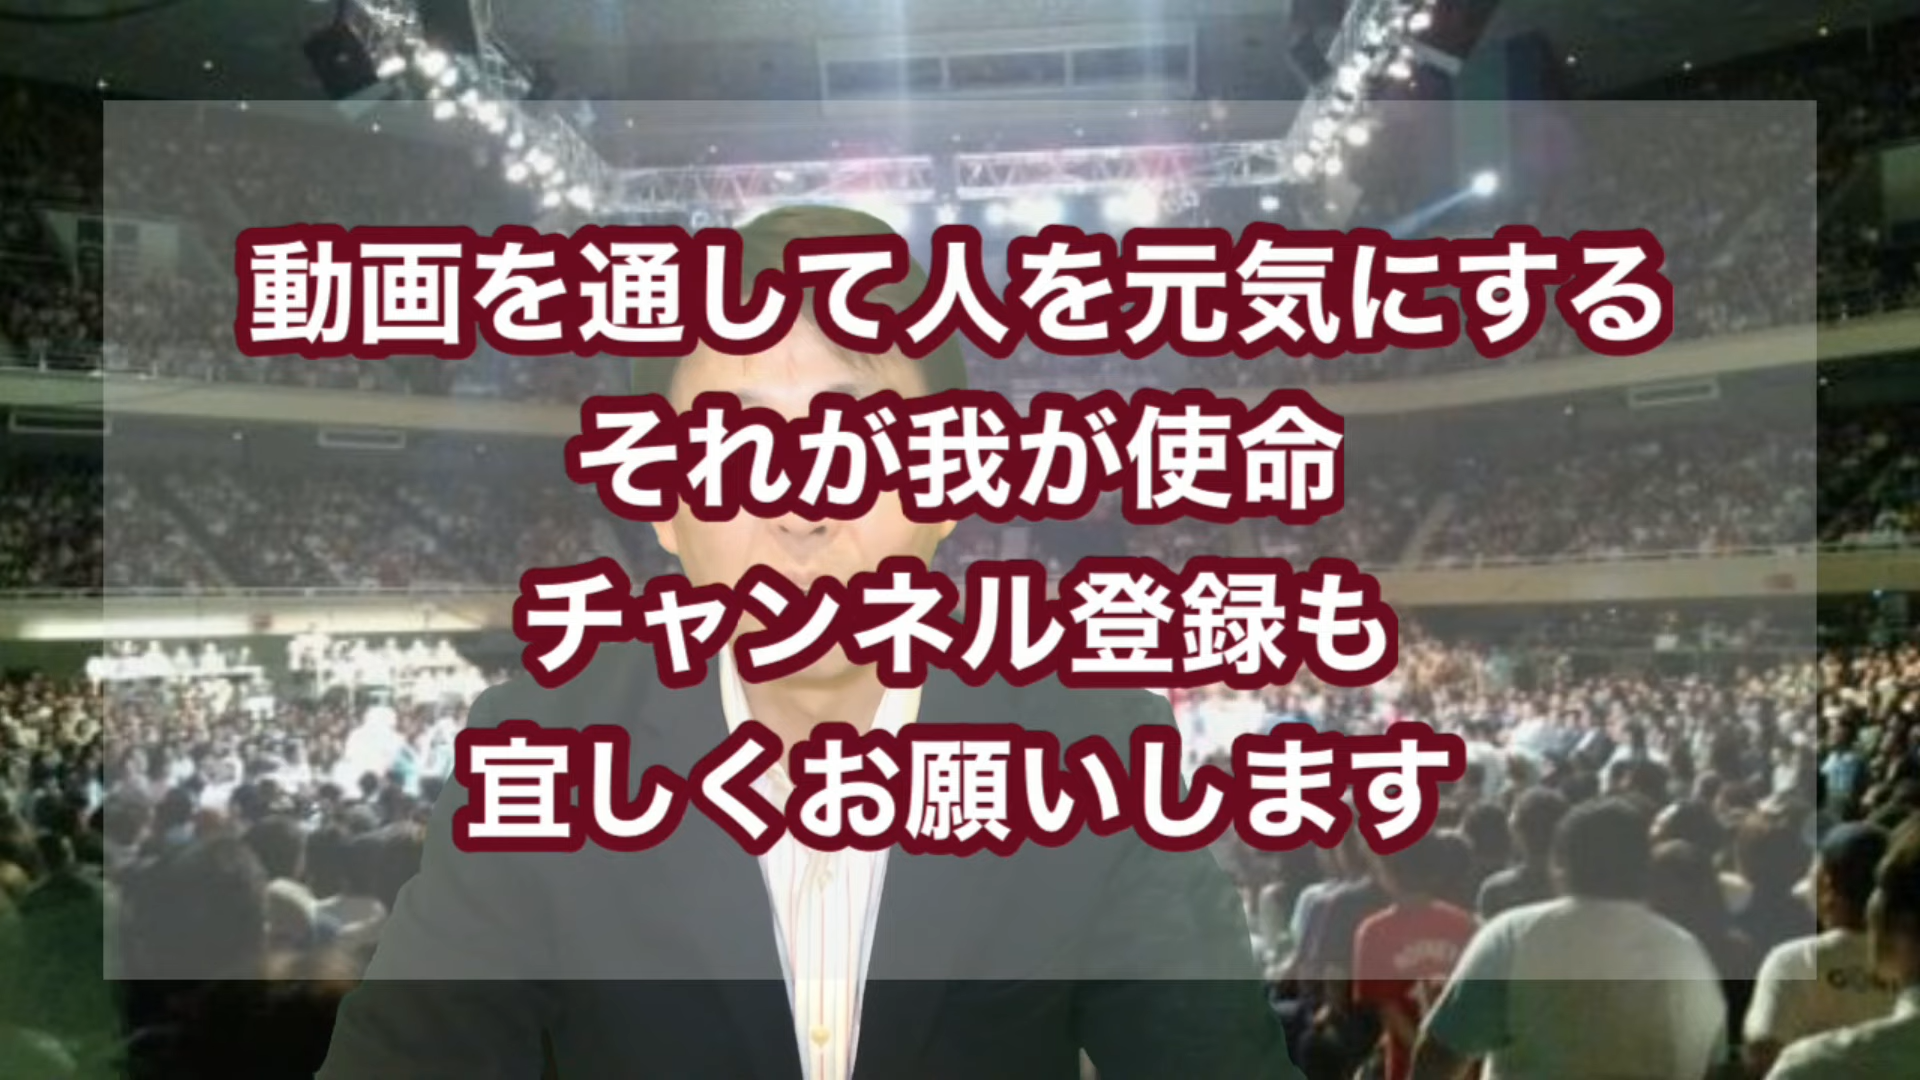 動画を通して人を元気にする
それが我が使命
チャンネル登録も
宜しくお願いします